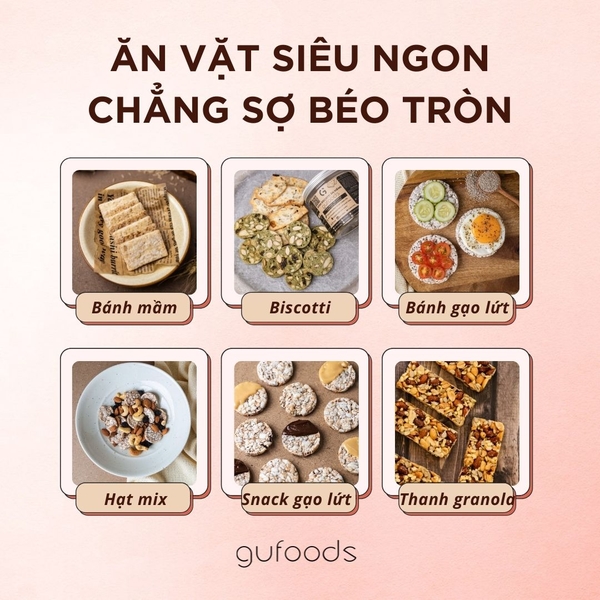 ĂN VẶT SIÊU NGON
CHẲNG SỢ BÉO TRÒN
Bánh mầm
Biscotti
Bánh gạo lứt
Hạt mix
Snack gạo lứt
Thanh granola
gufoods